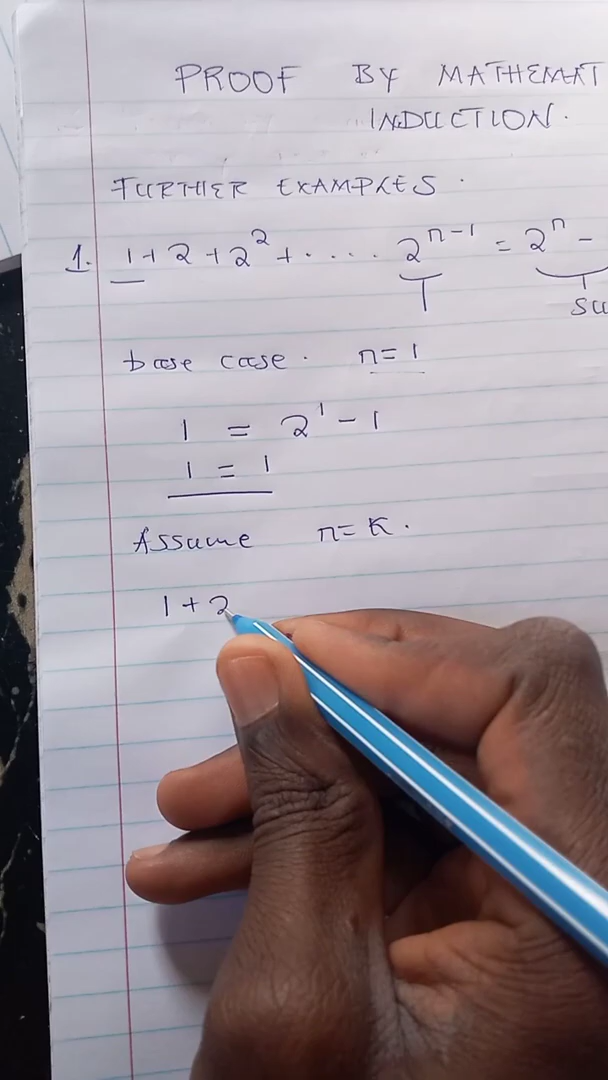 PROOF BY MATHEMAT
INDUCTION.
FURTHER EXAMPLES.
1. 1 + 2 + 2² + ..... 2ⁿ⁻¹ = 2ⁿ -
T
Su
base case. n = 1
1 = 2¹ - 1
1 = 1
Assume n = K.
1 + 2